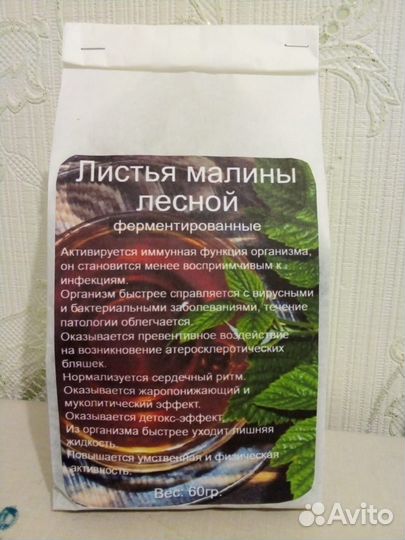 Листья малины
лесной
ферментированные
Активируется иммунная функция организма,
он становится менее восприимчивым к
инфекциям.
Организм быстрее справляется с вирусными
и бактериальными заболеваниями, течение
патологии облегчается.
Оказывается превентивное воздействие
на возникновение атеросклеротических
бляшек.
Нормализуется сердечный ритм.
Оказывается жаропонижающий и
муколитический эффект.
Оказывается детокс-эффект.
Из организма быстрее уходит лишняя
жидкость.
Повышается умственная и физическая
активность.
Вес: 60гр.
Avito